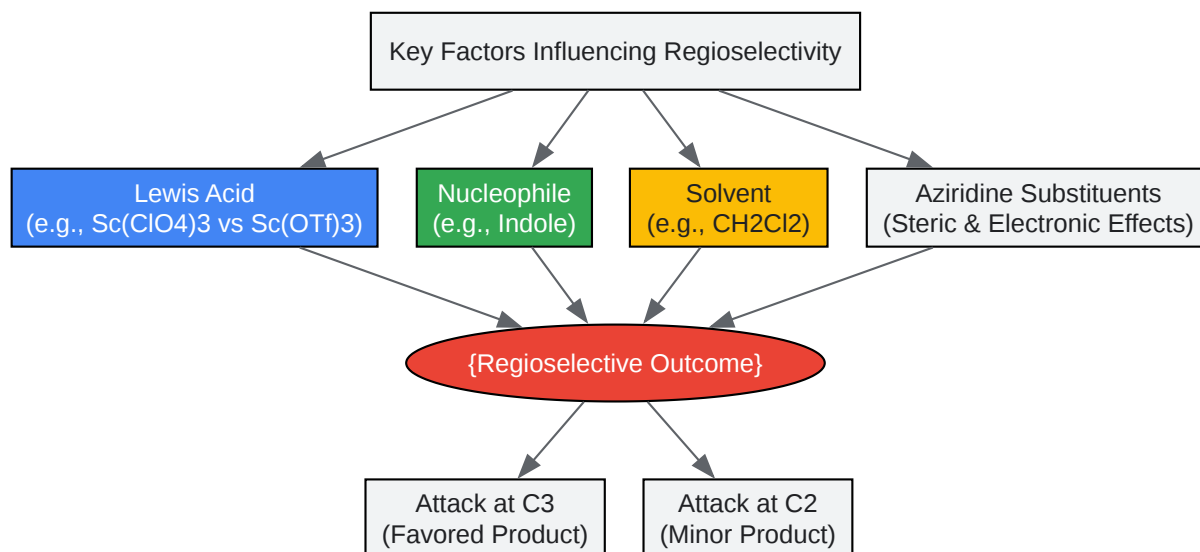 Key Factors Influencing Regioselectivity
Lewis Acid
(e.g., Sc(ClO4)3 vs Sc(OTf)3)
Nucleophile
(e.g., Indole)
Solvent
(e.g., CH2Cl2)
Aziridine Substituents
(Steric & Electronic Effects)
{Regioselective Outcome}
Attack at C3
(Favored Product)
Attack at C2
(Minor Product)